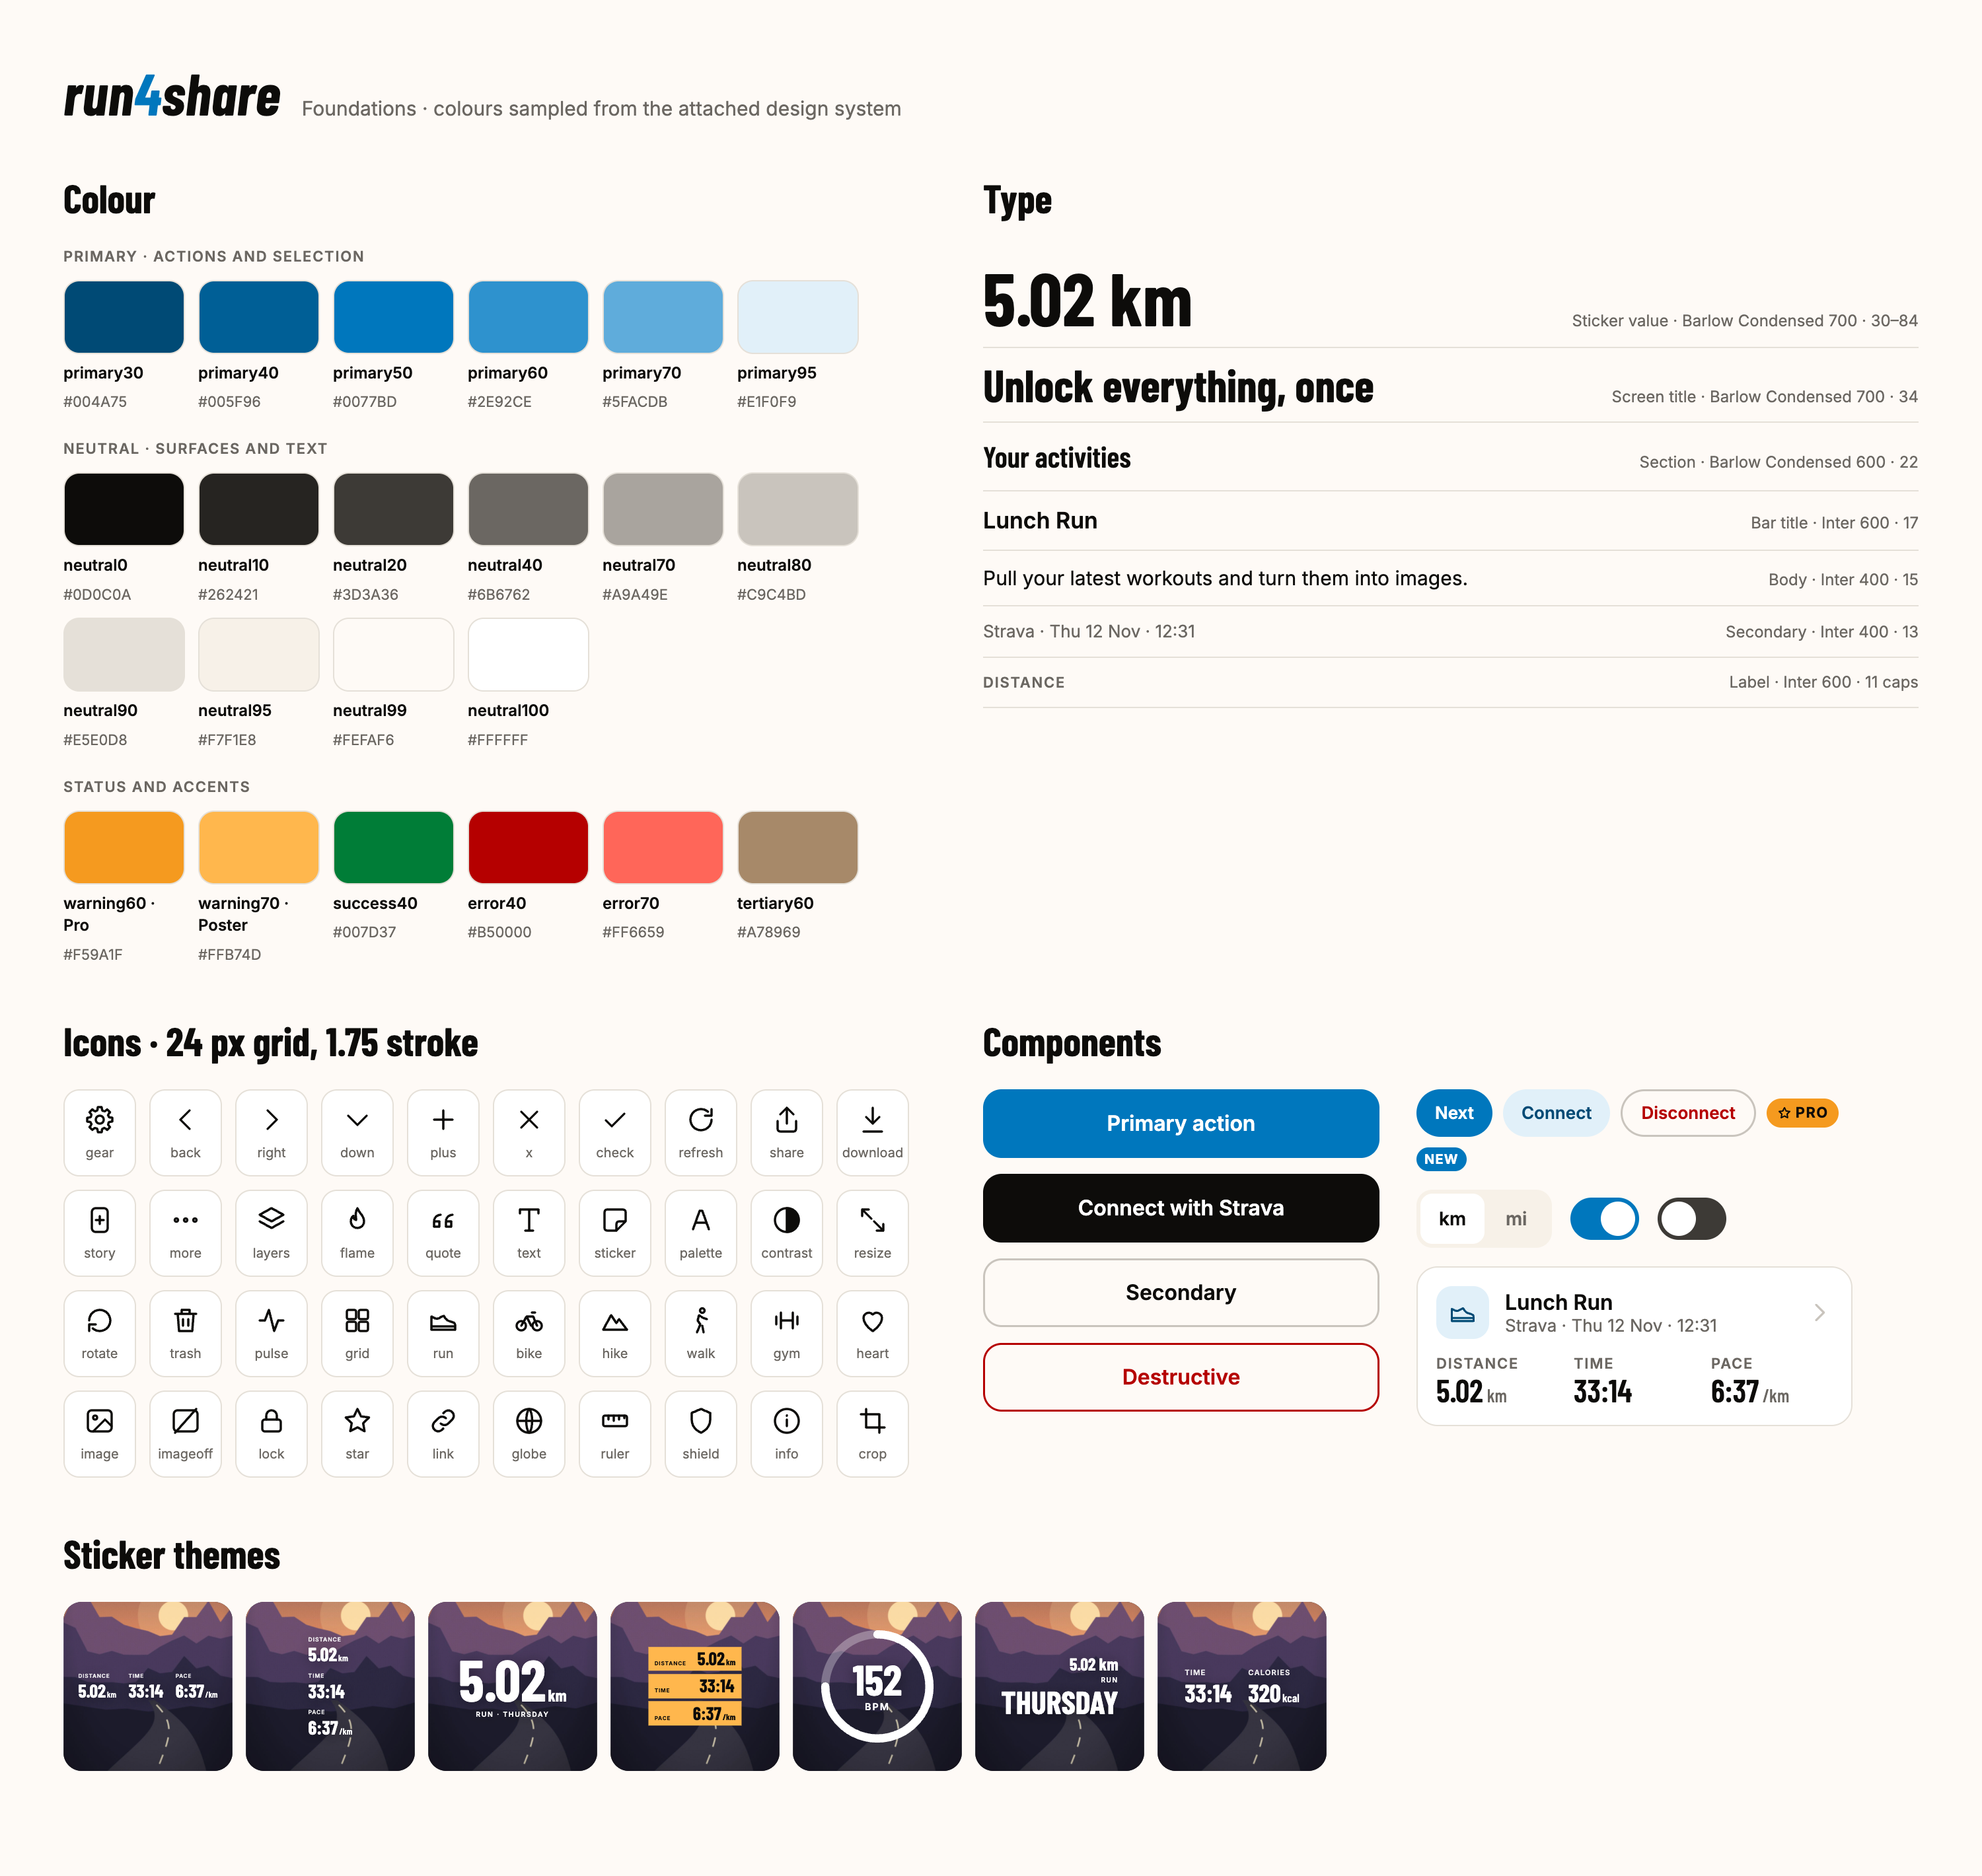 run4share
Foundations · colours sampled from the attached design system
Colour
PRIMARY · ACTIONS AND SELECTION
primary30 primary40 primary50 primary60 primary70 primary95
#004A75 #005F96 #0077BD #2E92CE #5FACDB #E1F0F9
NEUTRAL · SURFACES AND TEXT
neutral0 neutral10 neutral20 neutral40 neutral70 neutral80
#0D0C0A #262421 #3D3A36 #6B6762 #A9A49E #C9C4BD
neutral90 neutral95 neutral99 neutral100
#E5E0D8 #F7F1E8 #FEFAF6 #FFFFFF
STATUS AND ACCENTS
warning60 · Pro
#F59A1F
warning70 · Poster
#FFB74D
success40
#007D37
error40
#B50000
error70
#FF6659
tertiary60
#A78969
Type
5.02 km
Sticker value · Barlow Condensed 700 · 30–84
Unlock everything, once
Screen title · Barlow Condensed 700 · 34
Your activities
Section · Barlow Condensed 600 · 22
Lunch Run
Bar title · Inter 600 · 17
Pull your latest workouts and turn them into images.
Body · Inter 400 · 15
Strava · Thu 12 Nov · 12:31
Secondary · Inter 400 · 13
DISTANCE
Label · Inter 600 · 11 caps
Icons · 24 px grid, 1.75 stroke
gear back right down plus x check refresh share download
story more layers flame quote text sticker palette contrast resize
rotate trash pulse grid run bike hike walk gym heart
image imageoff lock star link globe ruler shield info crop
Components
Primary action
Connect with Strava
Secondary
Destructive
Next Connect Disconnect PRO
NEW
km mi
Lunch Run
Strava · Thu 12 Nov · 12:31
DISTANCE TIME PACE
5.02 km 33:14 6:37 /km
Sticker themes
DISTANCE TIME PACE
5.02 km 33:14 6:37 /km
DISTANCE
5.02 km
TIME
33:14
PACE
6:37 /km
5.02 km
RUN · THURSDAY
DISTANCE 5.02 km
TIME 33:14
PACE 6:37 /km
152
BPM
5.02 km
RUN
THURSDAY
TIME CALORIES
33:14 320 kcal